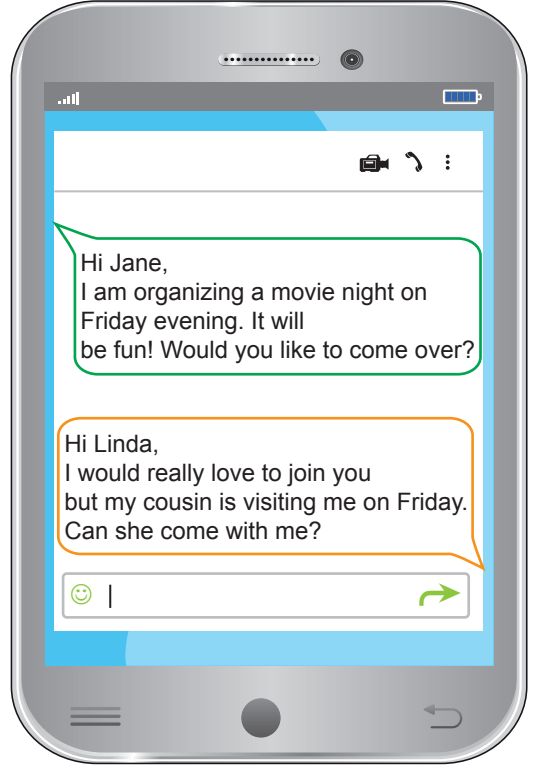 Hi Jane,
I am organizing a movie night on
Friday evening. It will
be fun! Would you like to come over?
Hi Linda,
I would really love to join you
but my cousin is visiting me on Friday.
Can she come with me?